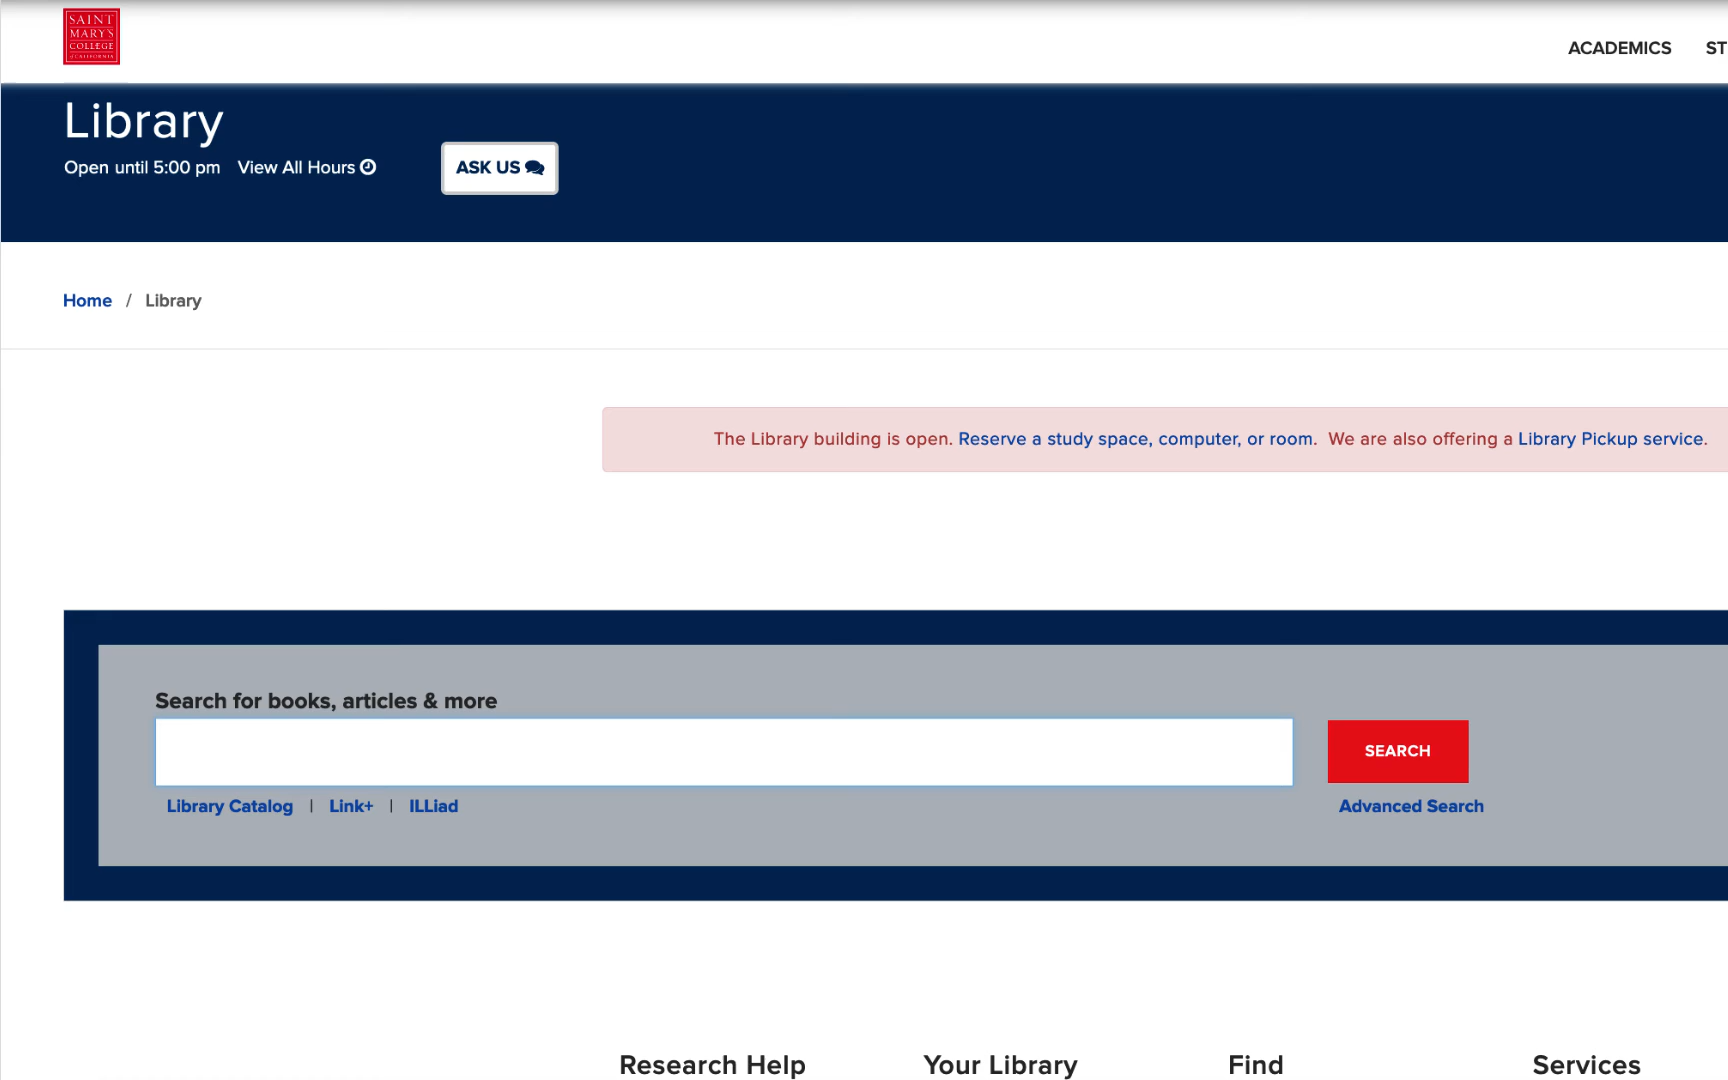 SAINT
MARY'S
COLLEGE
of CALIFORNIA
ACADEMICS
Library
Open until 5:00 pm View All Hours
ASK US
Home / Library
The Library building is open. Reserve a study space, computer, or room. We are also offering a Library Pickup service.
Search for books, articles & more
SEARCH
Library Catalog | Link+ | ILLiad
Advanced Search
Research Help
Your Library
Find
Services